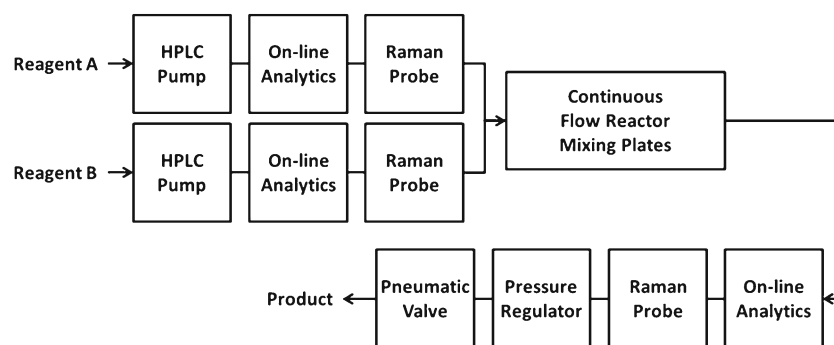 Reagent A
HPLC
Pump
On-line
Analytics
Raman
Probe
Continuous
Flow Reactor
Mixing Plates
Reagent B
HPLC
Pump
On-line
Analytics
Raman
Probe
Product
Pneumatic
Valve
Pressure
Regulator
Raman
Probe
On-line
Analytics